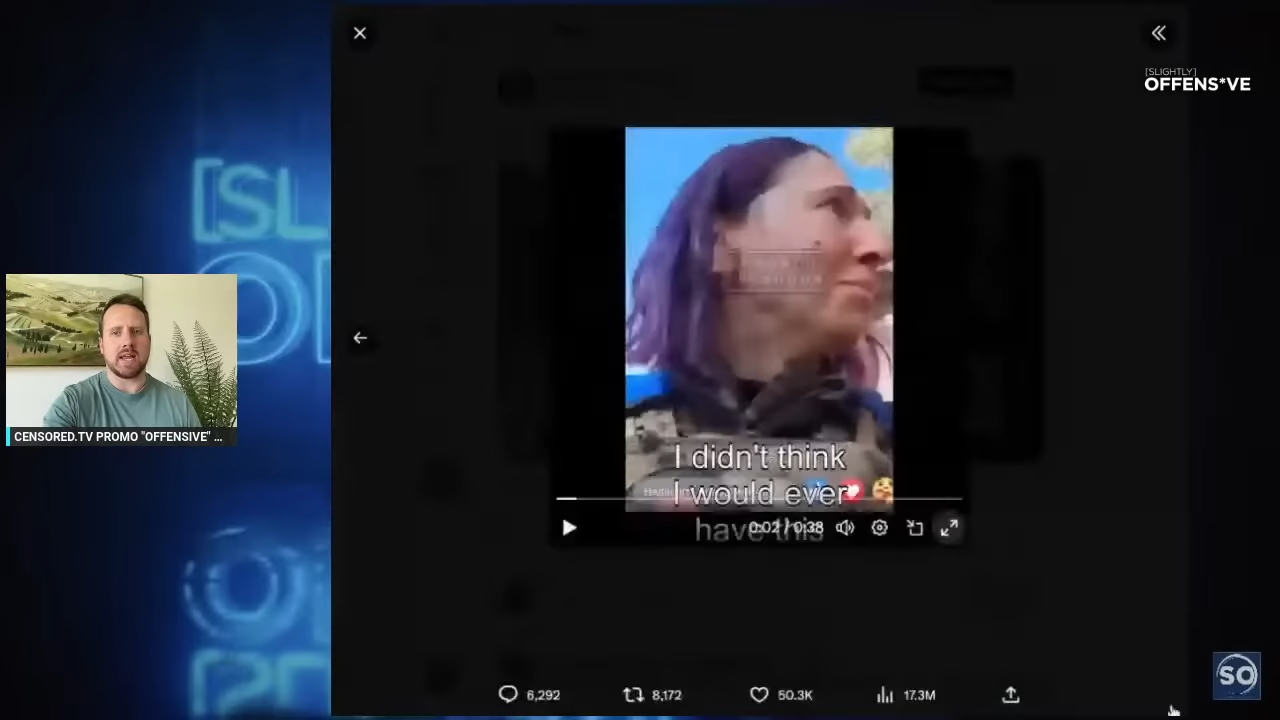 [SLIGHTLY]
OFFENS*VE
[SL
I didn't think
I would ever
have this
0:02 / 0:38
CENSORED.TV PROMO "OFFENSIVE" ...
6,292
8,172
50.3K
17.3M
SO